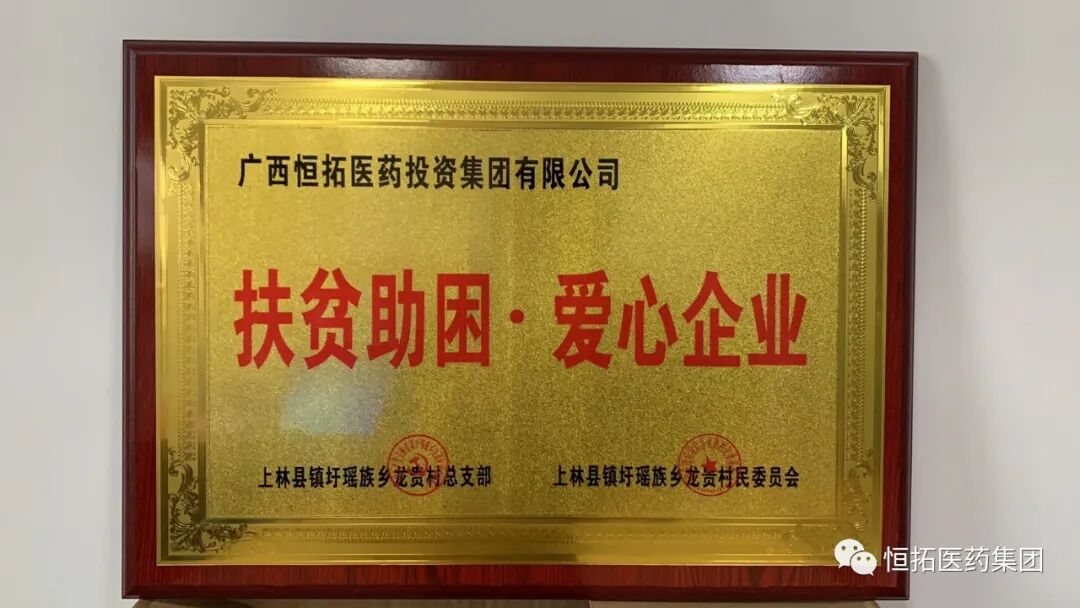 广西恒拓医药投资集团有限公司
扶贫助困·爱心企业
上林县镇圩瑶族乡龙贵村总支部 上林县镇圩瑶族乡龙贵村民委员会
恒拓医药集团